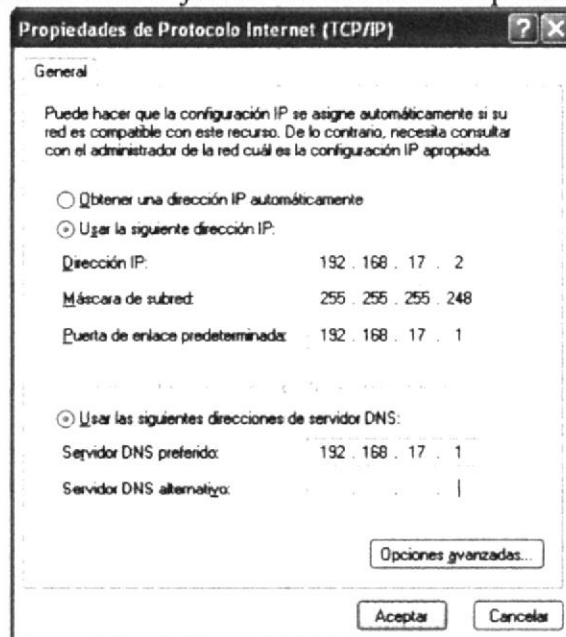 Propiedades de Protocolo Internet (TCP/IP) ? X
General
Puede hacer que la configuración IP se asigne automáticamente si su
red es compatible con este recurso. De lo contrario, necesita consultar
con el administrador de la red cuál es la configuración IP apropiada.
Obtener una dirección IP automáticamente
Usar la siguiente dirección IP:
Dirección IP: 192 . 168 . 17 . 2
Máscara de subred: 255 . 255 . 255 . 248
Puerta de enlace predeterminada: 192 . 168 . 17 . 1
Usar las siguientes direcciones de servidor DNS:
Servidor DNS preferido: 192 . 168 . 17 . 1
Servidor DNS alternativo: . . .
Opciones avanzadas...
Aceptar Cancelar